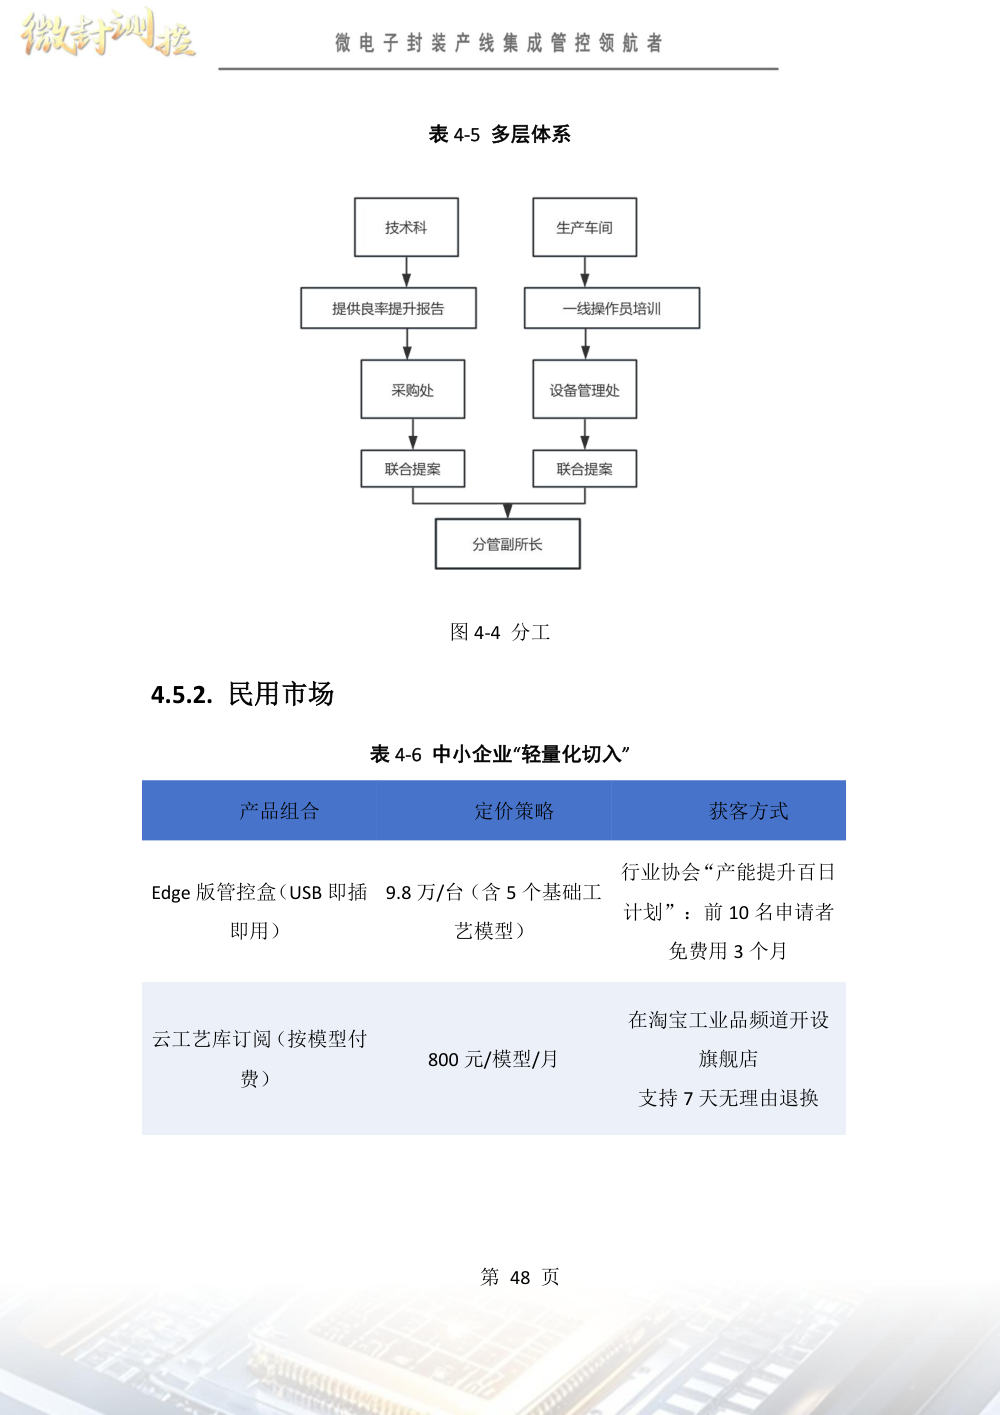 微封测控
微电子封装产线集成管控领航者
表 4-5 多层体系
技术科
生产车间
提供良率提升报告
一线操作员培训
采购处
设备管理处
联合提案
联合提案
分管副所长
图 4-4 分工
4.5.2. 民用市场
表 4-6 中小企业“轻量化切入”
产品组合
定价策略
获客方式
Edge 版管控盒（USB 即插
即用）
9.8 万/台（含 5 个基础工
艺模型）
行业协会“产能提升百日
计划”：前 10 名申请者
免费用 3 个月
云工艺库订阅（按模型付
费）
800 元/模型/月
在淘宝工业品频道开设
旗舰店
支持 7 天无理由退换
第 48 页